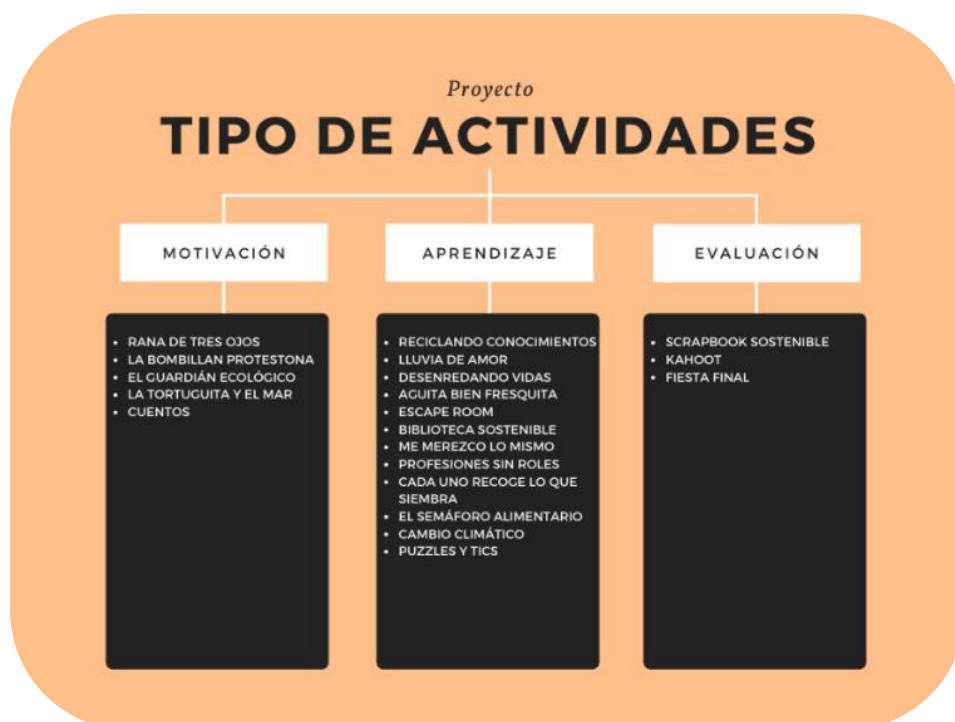 Proyecto
TIPO DE ACTIVIDADES
MOTIVACIÓN
APRENDIZAJE
EVALUACIÓN
• RANA DE TRES OJOS
• LA BOMBILLAN PROTESTONA
• EL GUARDIÁN ECOLÓGICO
• LA TORTUGUITA Y EL MAR
• CUENTOS
• RECICLANDO CONOCIMIENTOS
• LLUVIA DE AMOR
• DESENREDANDO VIDAS
• AGUITA BIEN FRESQUITA
• ESCAPE ROOM
• BIBLIOTECA SOSTENIBLE
• ME MEREZCO LO MISMO
• PROFESIONES SIN ROLES
• CADA UNO RECOGE LO QUE
SIEMBRA
• EL SEMÁFORO ALIMENTARIO
• CAMBIO CLIMÁTICO
• PUZZLES Y TICS
• SCRAPBOOK SOSTENIBLE
• KAHOOT
• FIESTA FINAL